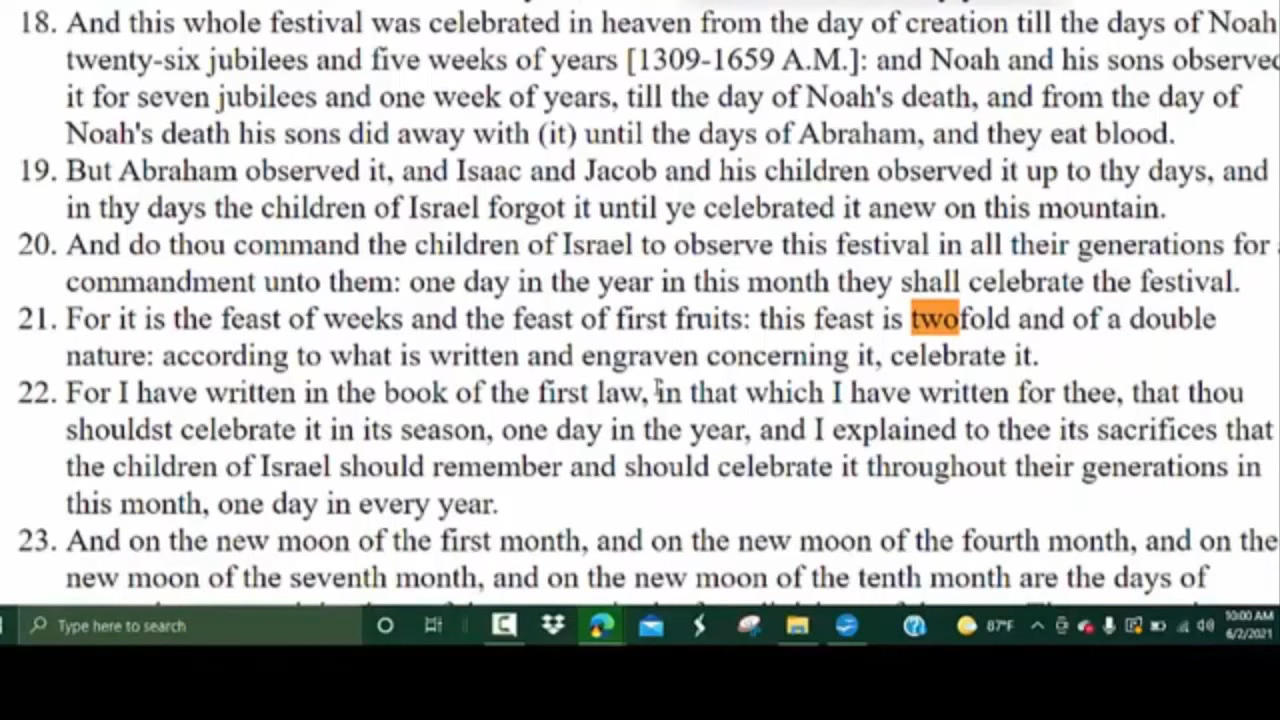 18. And this whole festival was celebrated in heaven from the day of creation till the days of Noah
twenty-six jubilees and five weeks of years [1309-1659 A.M.]: and Noah and his sons observed
it for seven jubilees and one week of years, till the day of Noah's death, and from the day of
Noah's death his sons did away with (it) until the days of Abraham, and they eat blood.
19. But Abraham observed it, and Isaac and Jacob and his children observed it up to thy days, and
in thy days the children of Israel forgot it until ye celebrated it anew on this mountain.
20. And do thou command the children of Israel to observe this festival in all their generations for
commandment unto them: one day in the year in this month they shall celebrate the festival.
21. For it is the feast of weeks and the feast of first fruits: this feast is twofold and of a double
nature: according to what is written and engraven concerning it, celebrate it.
22. For I have written in the book of the first law, in that which I have written for thee, that thou
shouldst celebrate it in its season, one day in the year, and I explained to thee its sacrifices that
the children of Israel should remember and should celebrate it throughout their generations in
this month, one day in every year.
23. And on the new moon of the first month, and on the new moon of the fourth month, and on the
new moon of the seventh month, and on the new moon of the tenth month are the days of
Type here to search
87°F
10:00 AM
6/2/2021